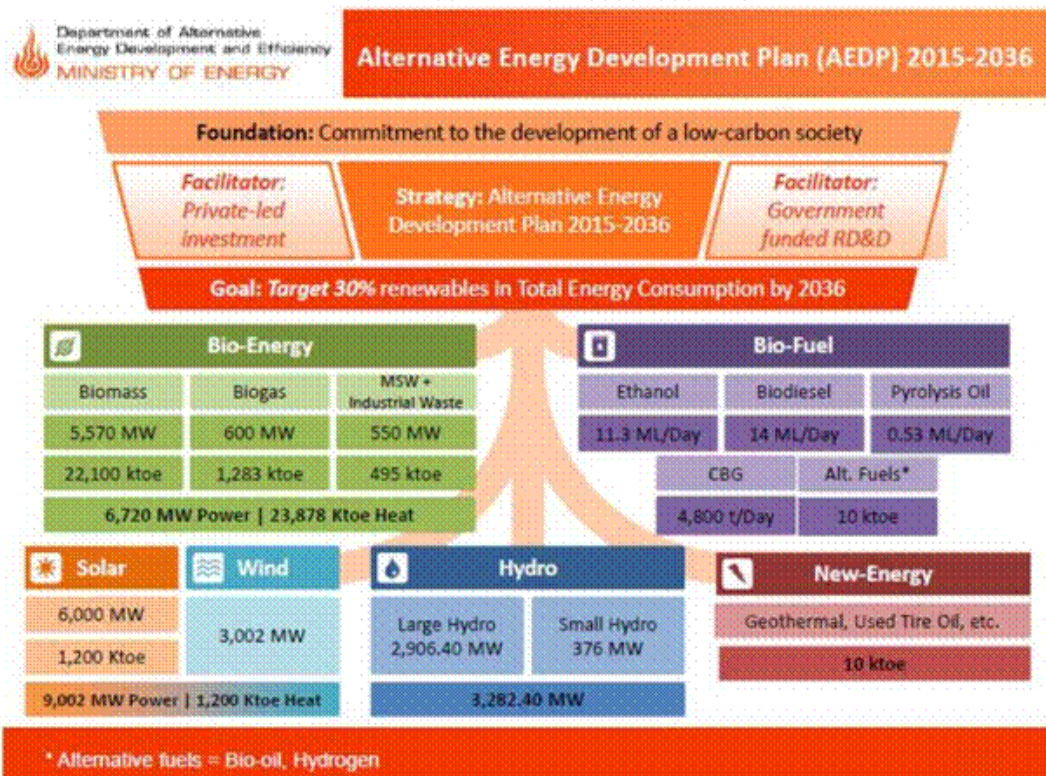 Department of Alternative
Energy Development and Efficiency
MINISTRY OF ENERGY
Alternative Energy Development Plan (AEDP) 2015-2036
Foundation: Commitment to the development of a low-carbon society
Facilitator:
Private-led
investment
Strategy: Alternative Energy
Development Plan 2015-2036
Facilitator:
Government
funded RD&D
Goal: Target 30% renewables in Total Energy Consumption by 2036
Bio-Energy
Biomass
Biogas
MSW +
Industrial Waste
5,570 MW
600 MW
550 MW
22,100 ktoe
1,283 ktoe
495 ktoe
6,720 MW Power | 23,878 Ktoe Heat
Bio-Fuel
Ethanol
Biodiesel
Pyrolysis Oil
11.3 ML/Day
14 ML/Day
0.53 ML/Day
CBG
Alt. Fuels*
4,800 t/Day
10 ktoe
Solar
Wind
6,000 MW
3,002 MW
1,200 Ktoe
9,002 MW Power | 1,200 Ktoe Heat
Hydro
Large Hydro
2,906.40 MW
Small Hydro
376 MW
3,282.40 MW
New-Energy
Geothermal, Used Tire Oil, etc.
10 ktoe
* Alternative fuels = Bio-oil, Hydrogen